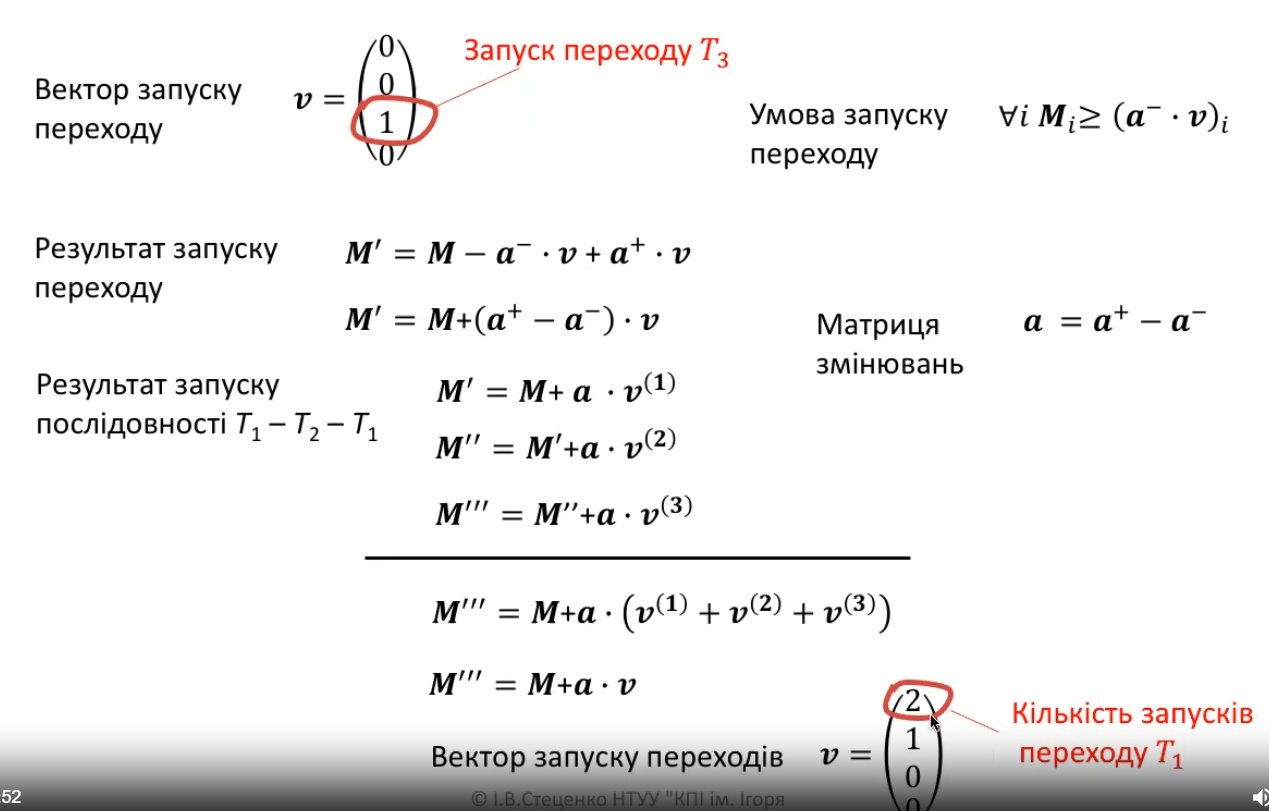 Вектор запуску переходу
v = (0 0 1 0)
Запуск переходу T₃
Умова запуску переходу
∀i Mᵢ≥ (a⁻ · v)ᵢ
Результат запуску переходу
M′ = M − a⁻ · v + a⁺ · v
M′ = M+(a⁺ − a⁻) · v
Матриця змінювань
a = a⁺ − a⁻
Результат запуску
послідовності T₁ – T₂ – T₁
M′ = M+ a · v⁽¹⁾
M′′ = M′+a · v⁽²⁾
M′′′ = M′′+a · v⁽³⁾
M′′′ = M+a · (v⁽¹⁾ + v⁽²⁾ + v⁽³⁾)
M′′′ = M+a · v
Вектор запуску переходів
v = (2 1 0 0)
Кількість запусків
переходу T₁
:52
© І.В.Стеценко НТУУ "КПІ ім. Ігоря